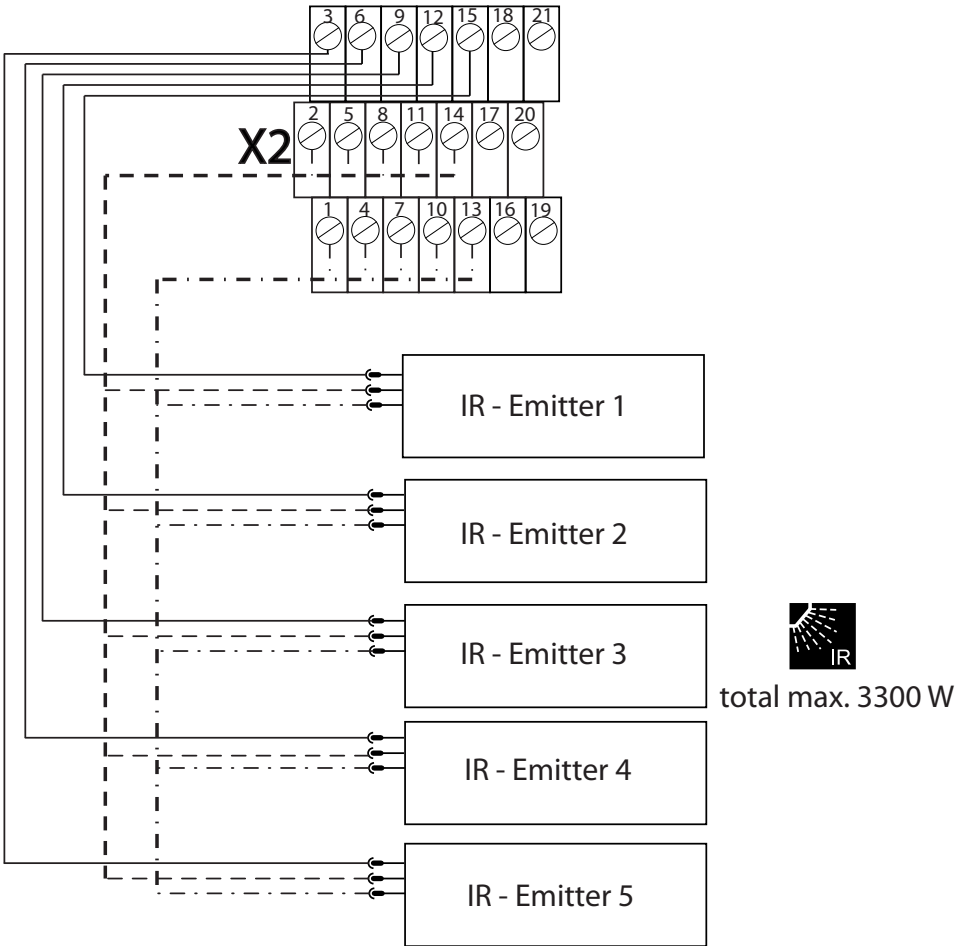 3 6 9 12 15 18 21
X2 2 5 8 11 14 17 20
1 4 7 10 13 16 19
IR - Emitter 1
IR - Emitter 2
IR - Emitter 3
IR
total max. 3300 W
IR - Emitter 4
IR - Emitter 5